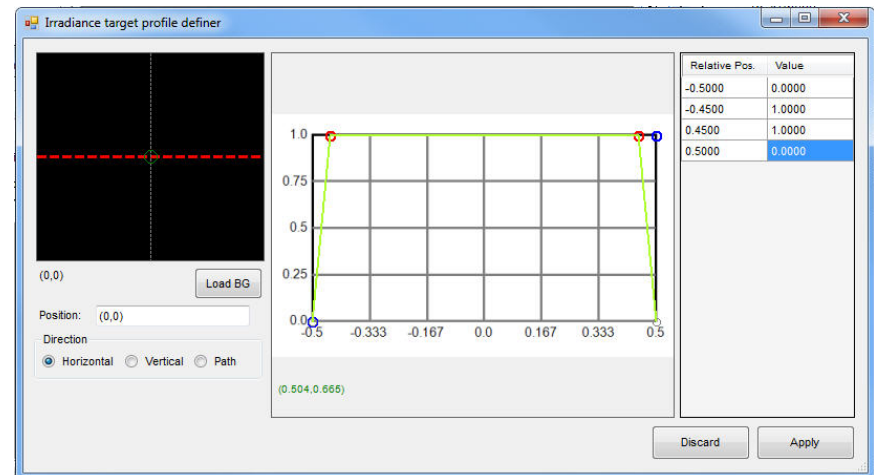 Irradiance target profile definer
(0,0)
Load BG
Position: (0,0)
Direction
Horizontal Vertical Path
1.0
0.75
0.5
0.25
0.0
-0.5 -0.333 -0.167 0.0 0.167 0.333 0.5
(0.504,0.665)
Relative Pos. Value
-0.5000 0.0000
-0.4500 1.0000
0.4500 1.0000
0.5000 0.0000
Discard Apply